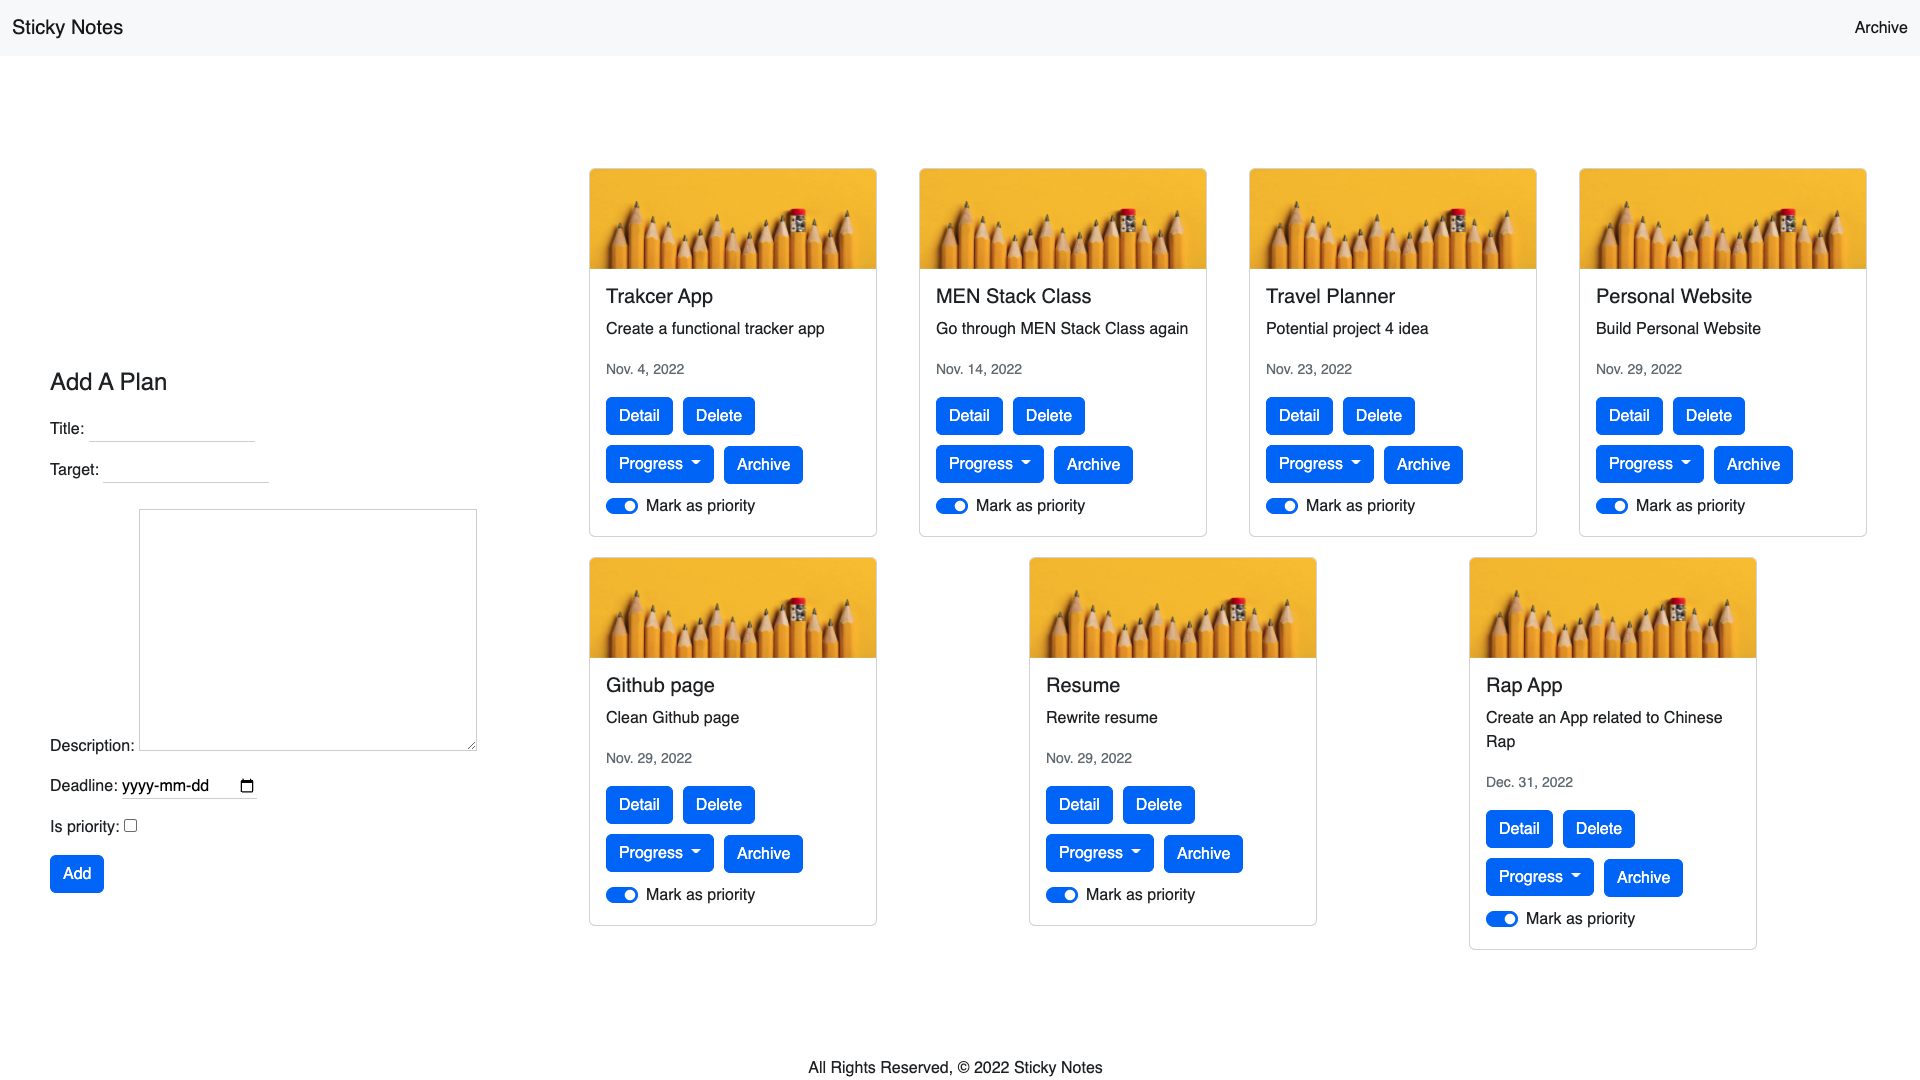 Sticky Notes
Archive
Add A Plan
Title:
Target:
Description:
Deadline: yyyy-mm-dd
Is priority:
Add
Trakcer App
Create a functional tracker app
Nov. 4, 2022
Detail Delete
Progress Archive
Mark as priority
MEN Stack Class
Go through MEN Stack Class again
Nov. 14, 2022
Detail Delete
Progress Archive
Mark as priority
Travel Planner
Potential project 4 idea
Nov. 23, 2022
Detail Delete
Progress Archive
Mark as priority
Personal Website
Build Personal Website
Nov. 29, 2022
Detail Delete
Progress Archive
Mark as priority
Github page
Clean Github page
Nov. 29, 2022
Detail Delete
Progress Archive
Mark as priority
Resume
Rewrite resume
Nov. 29, 2022
Detail Delete
Progress Archive
Mark as priority
Rap App
Create an App related to Chinese
Rap
Dec. 31, 2022
Detail Delete
Progress Archive
Mark as priority
All Rights Reserved, © 2022 Sticky Notes